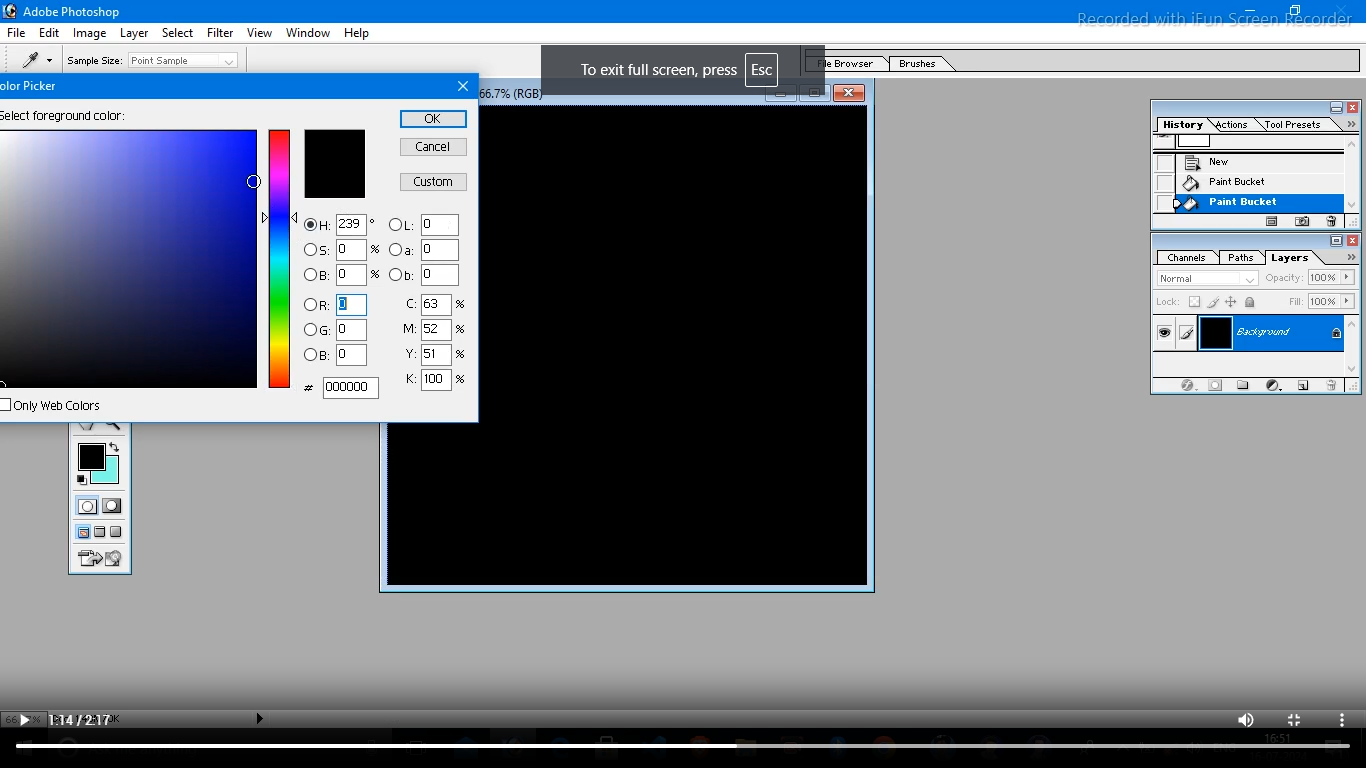 Adobe Photoshop
Recorded with iFun Screen Recorder
File Edit Image Layer Select Filter View Window Help
Sample Size: Point Sample
To exit full screen, press Esc
File Browser Brushes
olor Picker
66.7% (RGB)
Select foreground color:
OK
Cancel
Custom
H: 239 °
L: 0
S: 0 %
a: 0
B: 0 %
b: 0
R: 0
C: 63 %
G: 0
M: 52 %
B: 0
Y: 51 %
# 000000
K: 100 %
Only Web Colors
History Actions Tool Presets
New
Paint Bucket
Paint Bucket
Channels Paths Layers
Normal Opacity: 100%
Lock: Fill: 100%
Background
1:14 / 2:17
16:51